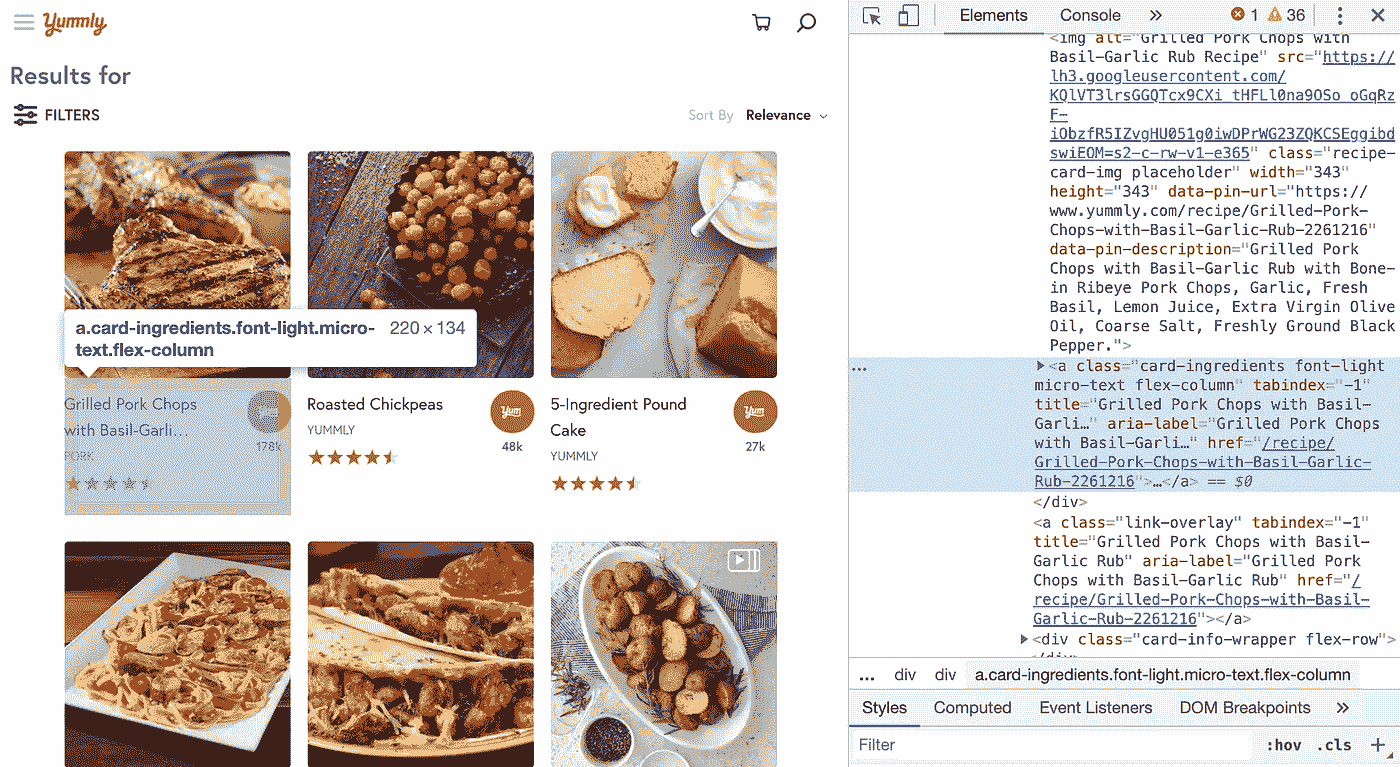 Yummly
Results for
FILTERS
Sort By Relevance
a.card-ingredients.font-light.micro- 220 × 134
text.flex-column
Grilled Pork Chops
with Basil-Garli...
PORK
178k
Roasted Chickpeas
YUMMLY
Yum
48k
5-Ingredient Pound
Cake
YUMMLY
Yum
27k
Elements Console » 1 36
<img alt="Grilled Pork Chops with
Basil-Garlic Rub Recipe" src="https://
lh3.googleusercontent.com/
KQlVT3lrsGGQTcx9CXi_tHFLl0na9OSo_oGqRz
F-
iObzfR5IZvgHU051g0iwDPrWG23ZQKCSEggibd
swiEOM=s2-c-rw-v1-e365" class="recipe-
card-img placeholder" width="343"
height="343" data-pin-url="https://
www.yummly.com/recipe/Grilled-Pork-
Chops-with-Basil-Garlic-Rub-2261216"
data-pin-description="Grilled Pork
Chops with Basil-Garlic Rub with Bone-
in Ribeye Pork Chops, Garlic, Fresh
Basil, Lemon Juice, Extra Virgin Olive
Oil, Coarse Salt, Freshly Ground Black
Pepper.">
… <a class="card-ingredients font-light
micro-text flex-column" tabindex="-1"
title="Grilled Pork Chops with Basil-
Garli…" aria-label="Grilled Pork Chops
with Basil-Garli…" href="/recipe/
Grilled-Pork-Chops-with-Basil-Garlic-
Rub-2261216">…</a> == $0
</div>
<a class="link-overlay" tabindex="-1"
title="Grilled Pork Chops with Basil-
Garlic Rub" aria-label="Grilled Pork
Chops with Basil-Garlic Rub" href="/
recipe/Grilled-Pork-Chops-with-Basil-
Garlic-Rub-2261216"></a>
<div class="card-info-wrapper flex-row">
… div div a.card-ingredients.font-light.micro-text.flex-column
Styles Computed Event Listeners DOM Breakpoints »
Filter :hov .cls +